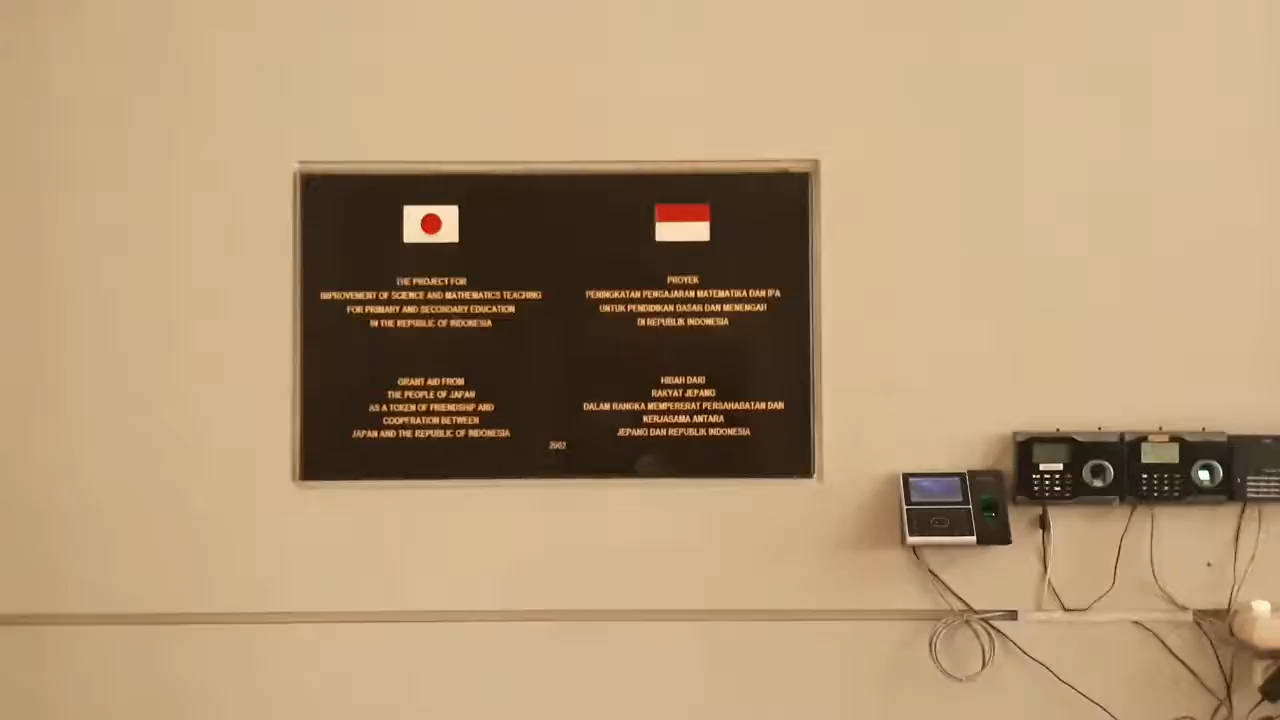 THE PROJECT FOR
IMPROVEMENT OF SCIENCE AND MATHEMATICS TEACHING
FOR PRIMARY AND SECONDARY EDUCATION
IN THE REPUBLIC OF INDONESIA
GRANT AID FROM
THE PEOPLE OF JAPAN
AS A TOKEN OF FRIENDSHIP AND
COOPERATION BETWEEN
JAPAN AND THE REPUBLIC OF INDONESIA
PROYEK
PENINGKATAN PENGAJARAN MATEMATIKA DAN IPA
UNTUK PENDIDIKAN DASAR DAN MENENGAH
DI REPUBLIK INDONESIA
HIBAH DARI
RAKYAT JEPANG
DALAM RANGKA MEMPERERAT PERSAHABATAN DAN
KERJASAMA ANTARA
JEPANG DAN REPUBLIK INDONESIA
2002